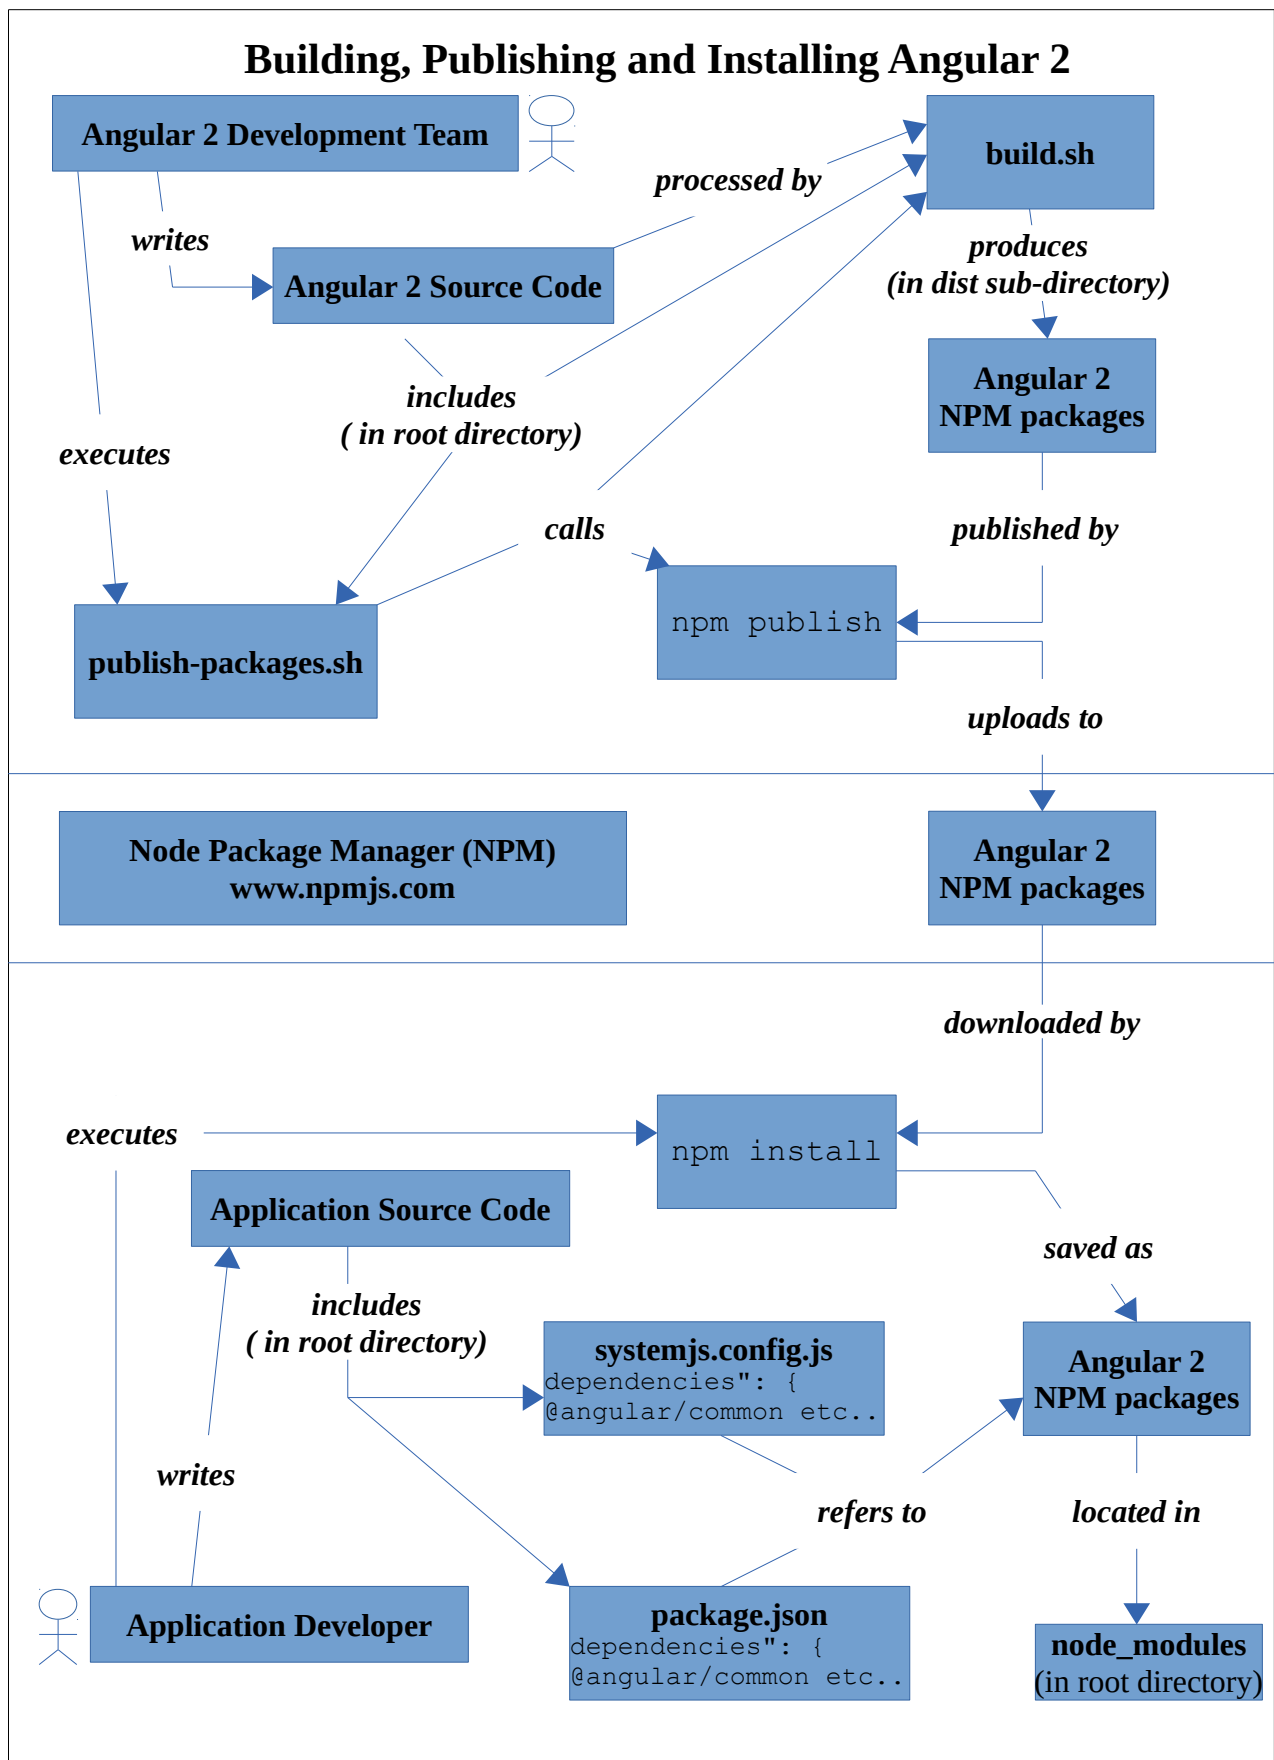 Building, Publishing and Installing Angular 2
Angular 2 Development Team
build.sh
processed by
writes
produces
(in dist sub-directory)
Angular 2 Source Code
Angular 2
NPM packages
includes
( in root directory)
executes
calls
published by
npm publish
publish-packages.sh
uploads to
Node Package Manager (NPM)
www.npmjs.com
Angular 2
NPM packages
downloaded by
executes
npm install
Application Source Code
saved as
includes
( in root directory)
systemjs.config.js
dependencies": {
@angular/common etc..
Angular 2
NPM packages
writes
refers to
located in
Application Developer
package.json
dependencies": {
@angular/common etc..
node_modules
(in root directory)